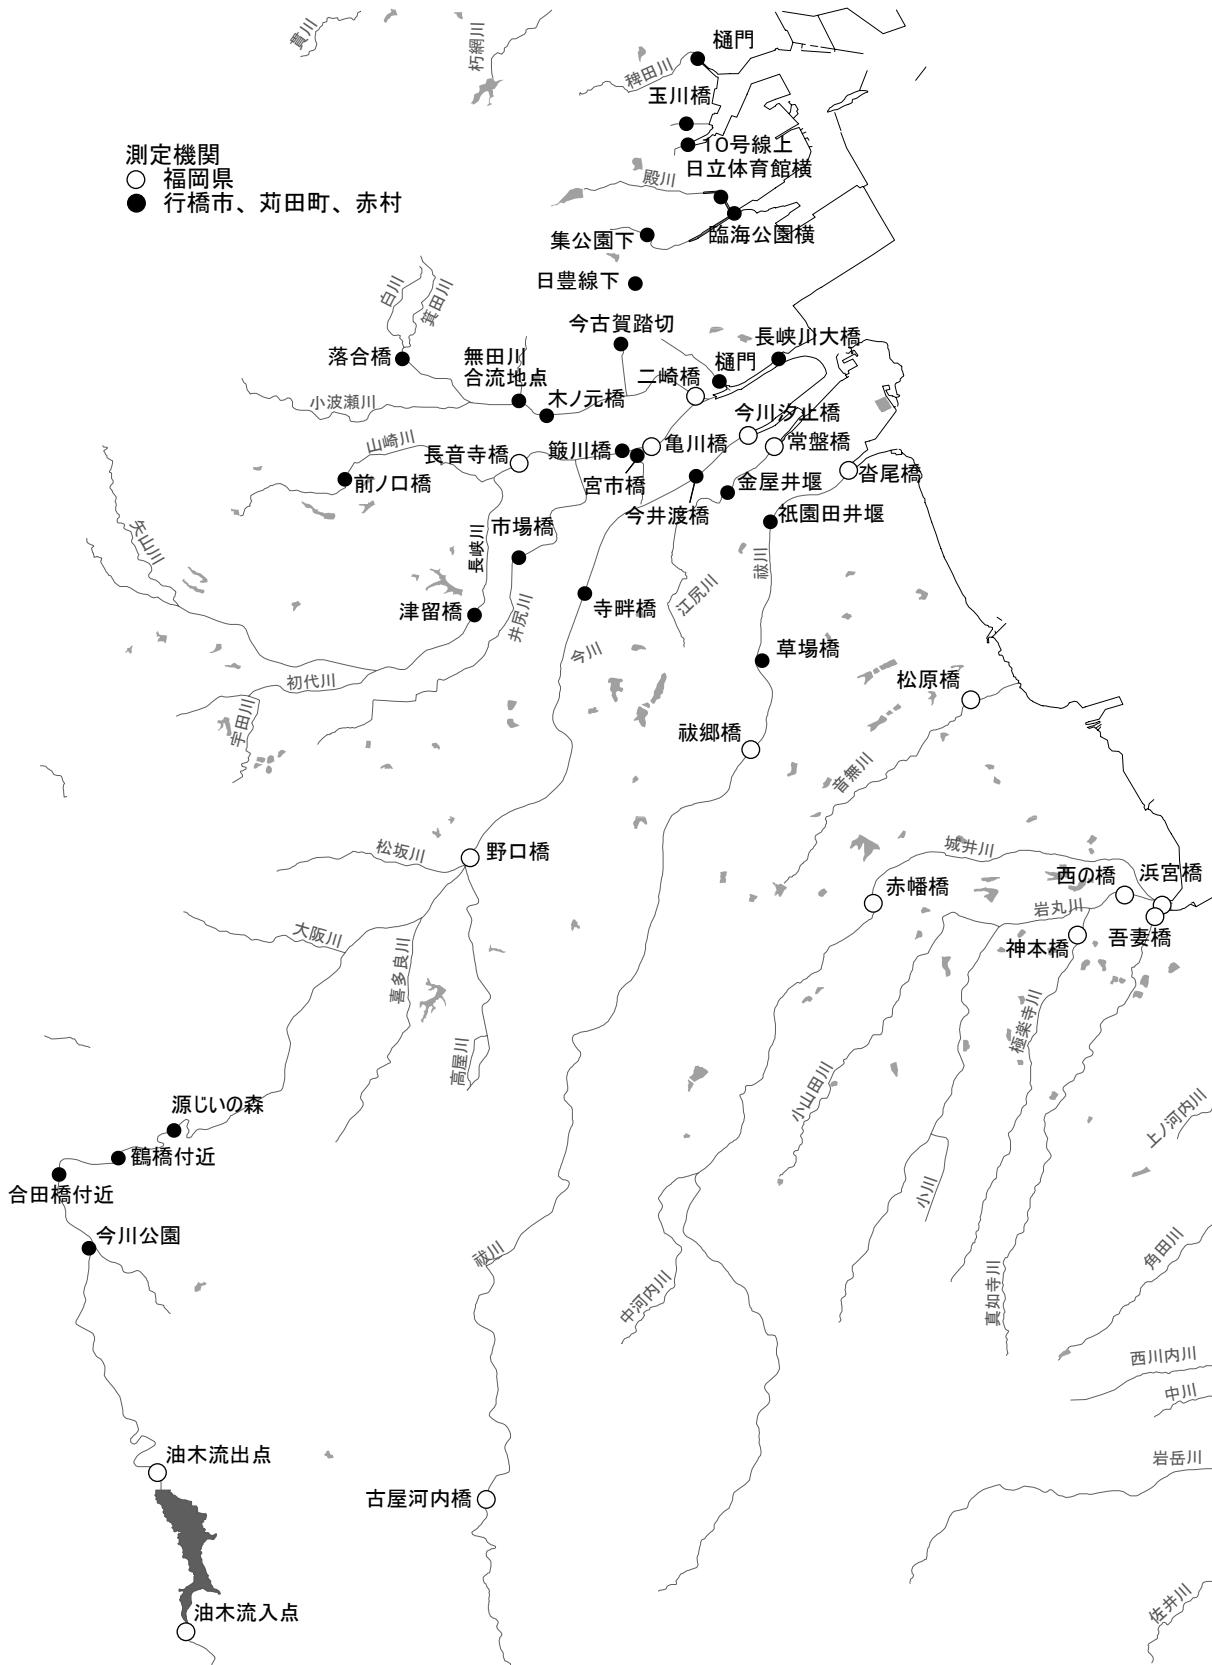 貫川
朽網川
樋門
稗田川
玉川橋
10号線上
日立体育館横
測定機関
福岡県
行橋市、苅田町、赤村
殿川
臨海公園横
集公園下
日豊線下
白川
箕田川
今古賀踏切
長峡川大橋
落合橋
無田川
合流地点
樋門
二崎橋
木ノ元橋
小波瀬川
今川汐止橋
山崎川
長音寺橋
簸川橋
亀川橋
常盤橋
沓尾橋
前ノ口橋
宮市橋
金屋井堰
今井渡橋
祇園田井堰
矢山川
長峡川
市場橋
祓川
江尻川
津留橋
井尻川
寺畔橋
今川
草場橋
初代川
宇田川
松原橋
祓郷橋
音無川
松坂川
野口橋
城井川
赤幡橋
西の橋
浜宮橋
岩丸川
大阪川
喜多良川
神本橋
吾妻橋
極楽寺川
高屋川
小山田川
源じいの森
上ノ河内川
鶴橋付近
合田橋付近
小川
今川公園
祓川
中河内川
真如寺川
角田川
西川内川
中川
油木流出点
岩岳川
古屋河内橋
油木流入点
佐井川